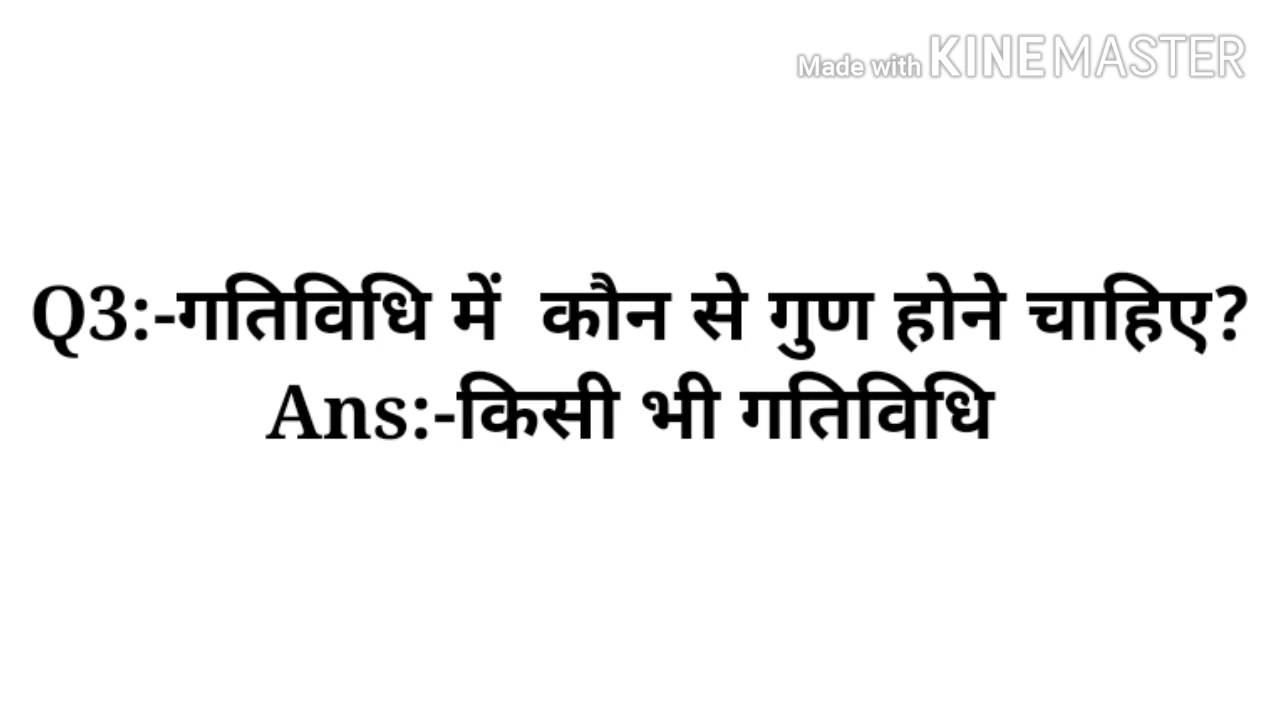 Made with KINEMASTER
Q3:-गतिविधि में कौन से गुण होने चाहिए?
Ans:-किसी भी गतिविधि